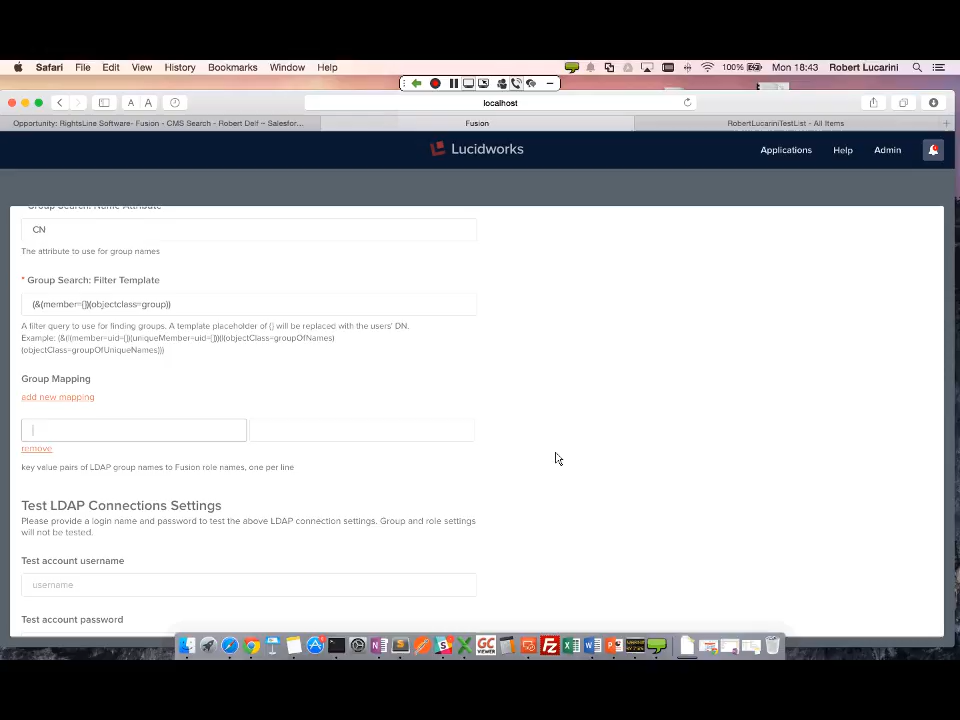 Safari File Edit View History Bookmarks Window Help
100% Mon 18:43 Robert Lucarini
A A localhost
Opportunity: RightsLine Software- Fusion - CMS Search - Robert Delf ~ Salesfor...
Fusion
RobertLucariniTestList - All Items
Lucidworks
Applications Help Admin
Group Search: Name Attribute
CN
The attribute to use for group names
* Group Search: Filter Template
(&(member={})(objectclass=group))
A filter query to use for finding groups. A template placeholder of {} will be replaced with the users' DN.
Example: (&(|(member=uid={})(uniqueMember=uid={}))(|(objectClass=groupOfNames)
(objectClass=groupOfUniqueNames)))
Group Mapping
add new mapping
remove
key value pairs of LDAP group names to Fusion role names, one per line
Test LDAP Connections Settings
Please provide a login name and password to test the above LDAP connection settings. Group and role settings
will not be tested.
Test account username
username
Test account password
GC
VIEWER